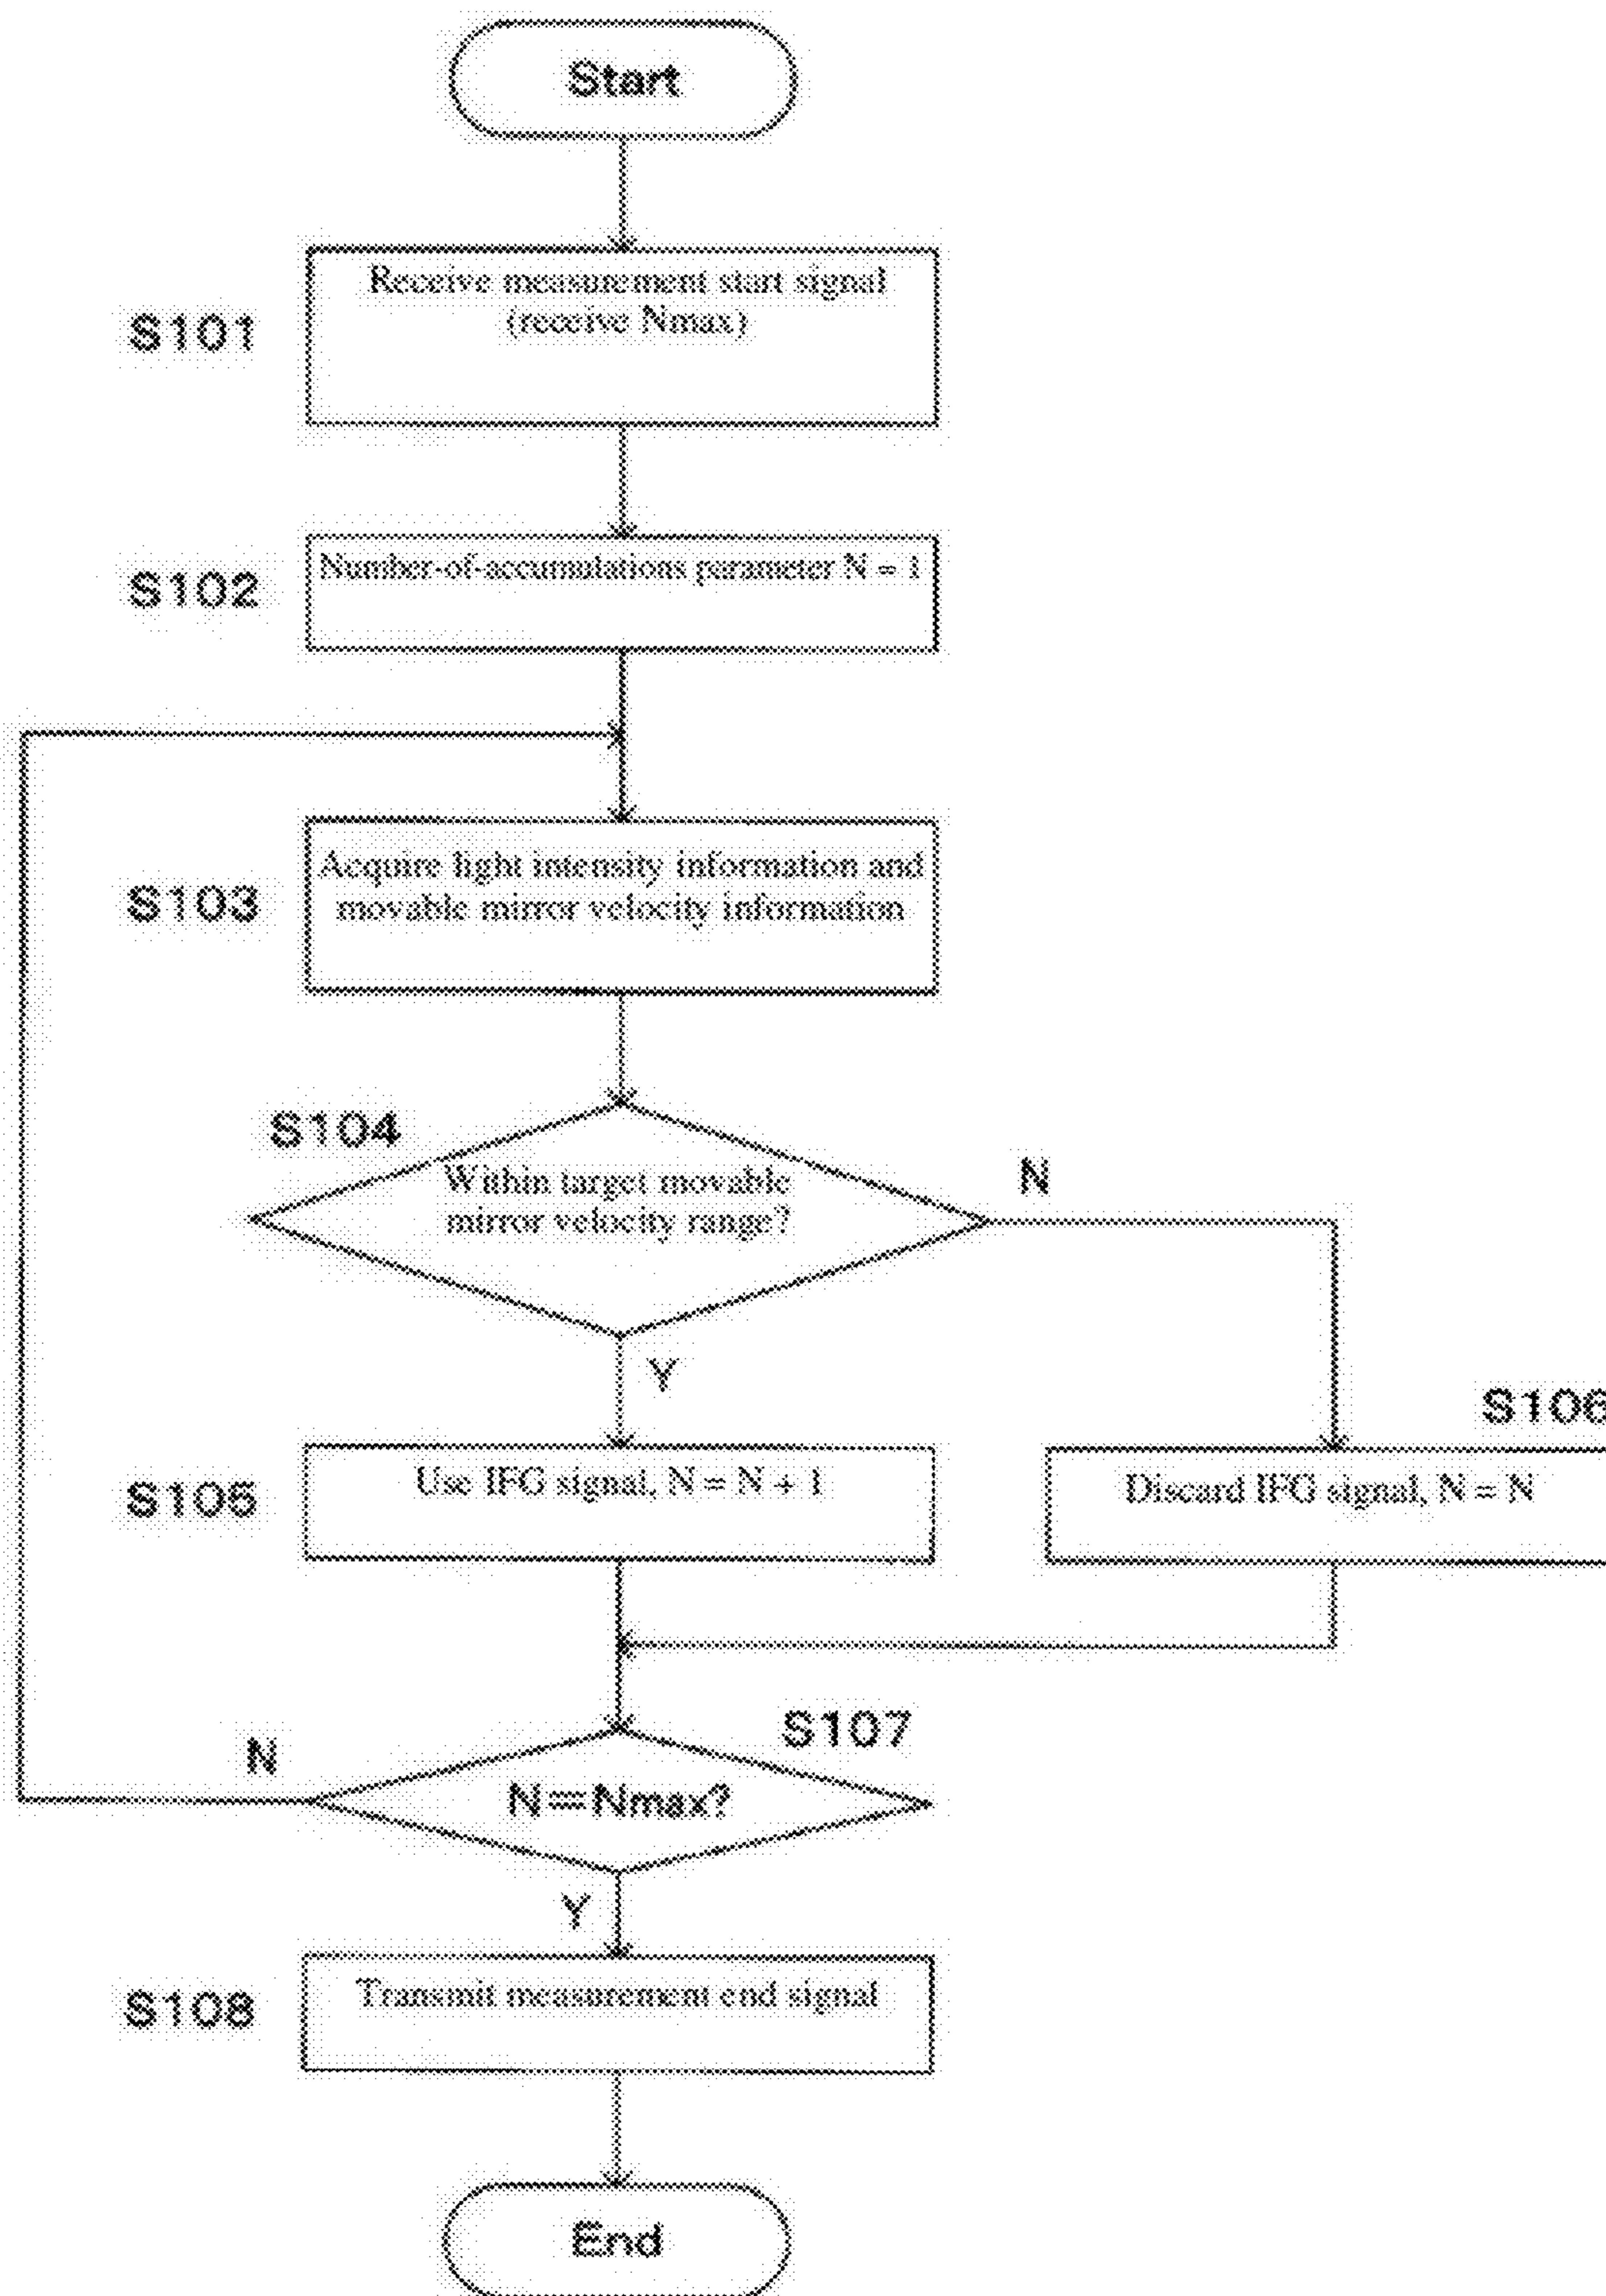 Start
S101
Receive measurement start signal
(receive Nmax)
S102
Number-of-accumulations parameter N = 1
S103
Acquire light intensity information and
movable mirror velocity information
S104
Within target movable
mirror velocity range?
N
Y
S105
Use IFG signal, N = N + 1
S106
Discard IFG signal, N = N
S107
N
N=Nmax?
Y
S108
Transmit measurement end signal
End